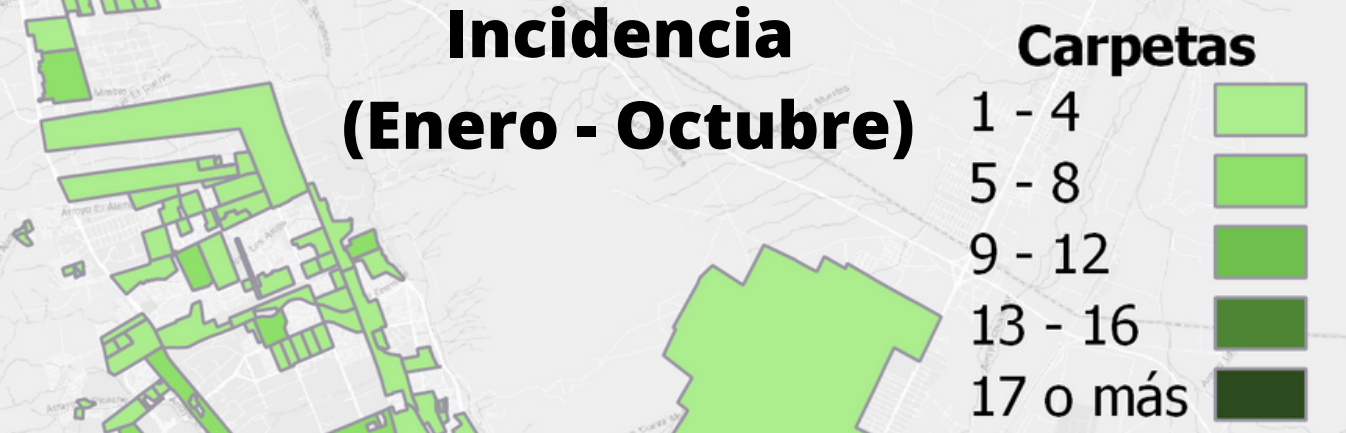 Incidencia
(Enero - Octubre)
Carpetas
1 - 4
5 - 8
9 - 12
13 - 16
17 o más